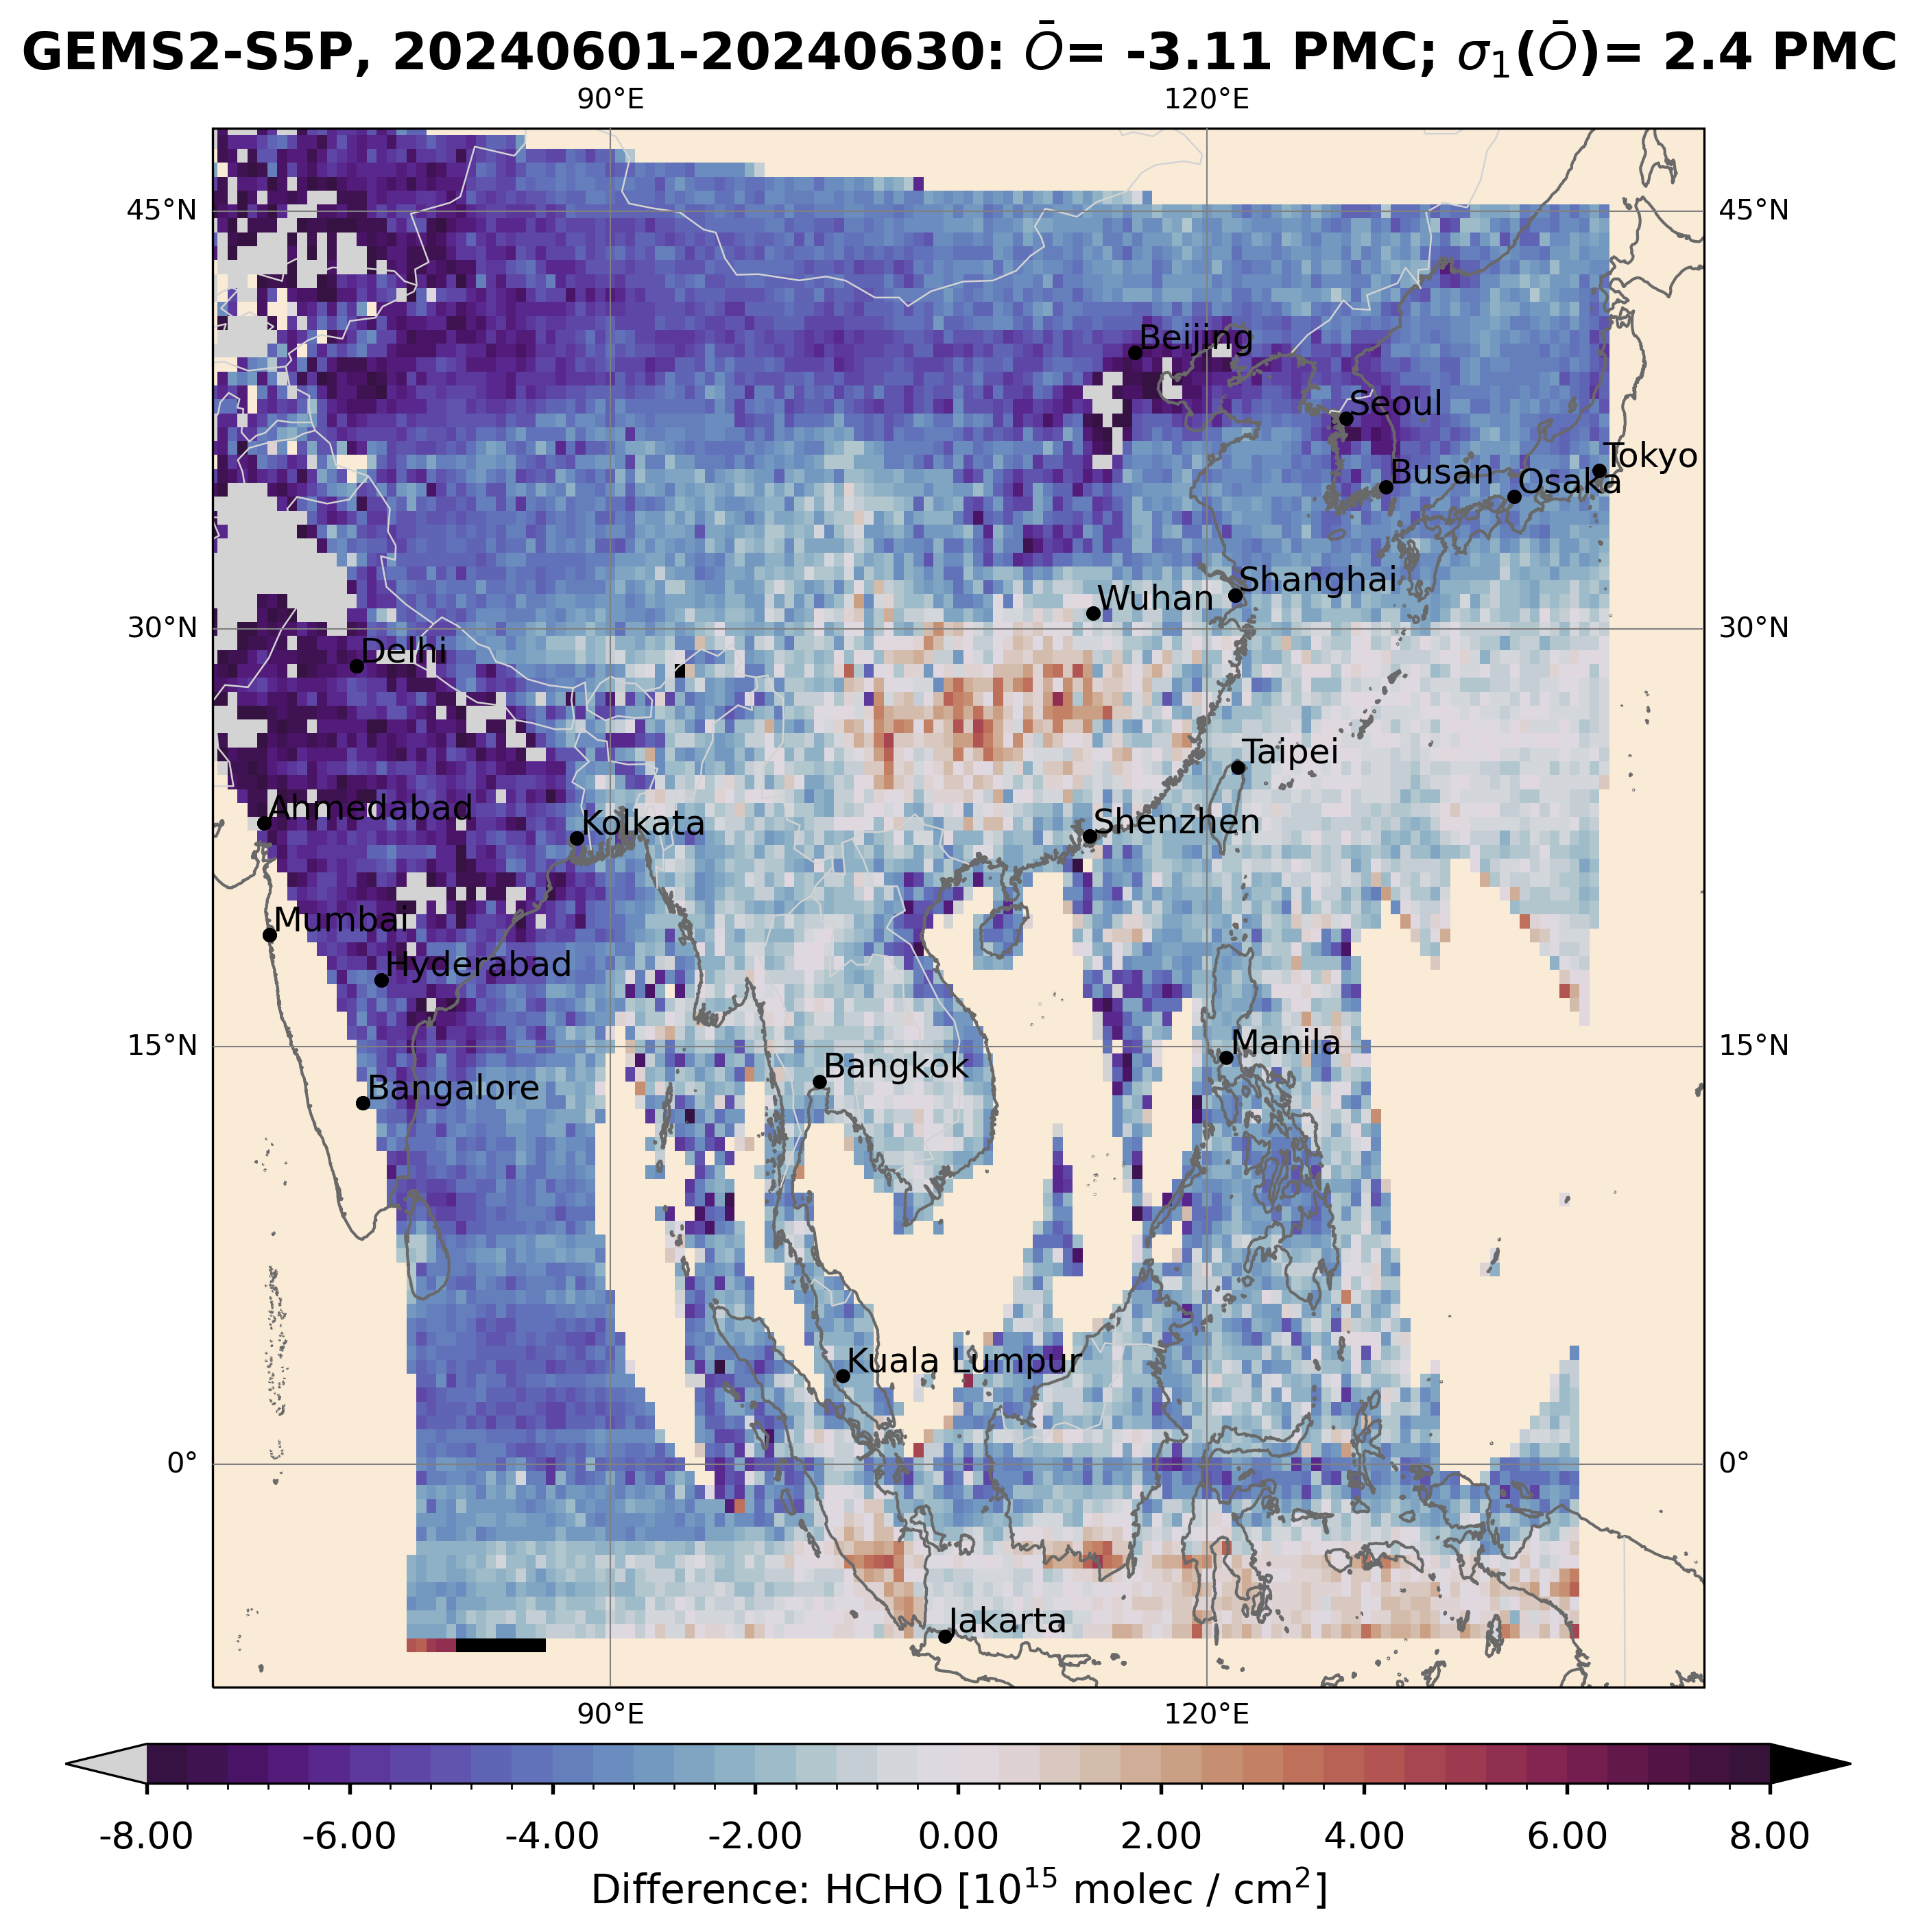 GEMS2-S5P, 20240601-20240630: Ō= -3.11 PMC; σ₁(Ō)= 2.4 PMC
90°E 120°E
45°N 45°N
Beijing
Seoul
Tokyo
Busan Osaka
Shanghai
Wuhan
30°N 30°N
Delhi
Taipei
Ahmedabad Kolkata Shenzhen
Mumbai
Hyderabad
15°N Manila 15°N
Bangkok
Bangalore
Kuala Lumpur
0° 0°
Jakarta
90°E 120°E
-8.00 -6.00 -4.00 -2.00 0.00 2.00 4.00 6.00 8.00
Difference: HCHO [10¹⁵ molec / cm²]